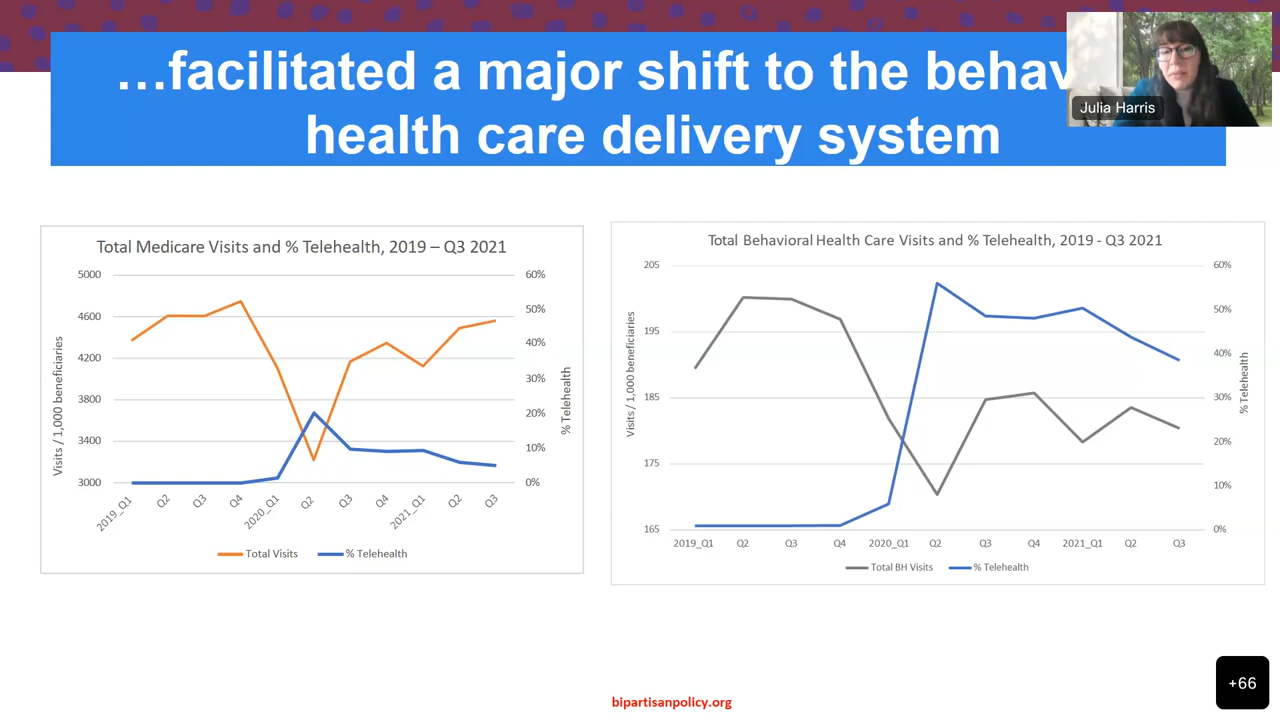 ...facilitated a major shift to the behav
health care delivery system
Julia Harris
Total Medicare Visits and % Telehealth, 2019 – Q3 2021
5000
4600
4200
3800
3400
3000
Visits / 1,000 beneficiaries
60%
50%
40%
30%
20%
10%
0%
% Telehealth
2019_Q1
Q2
Q3
Q4
2020_Q1
Q2
Q3
Q4
2021_Q1
Q2
Q3
Total Visits
% Telehealth
Total Behavioral Health Care Visits and % Telehealth, 2019 - Q3 2021
205
195
185
175
165
Visits / 1,000 beneficiaries
60%
50%
40%
30%
20%
10%
0%
% Telehealth
2019_Q1
Q2
Q3
Q4
2020_Q1
Q2
Q3
Q4
2021_Q1
Q2
Q3
Total BH Visits
% Telehealth
+66
bipartisanpolicy.org